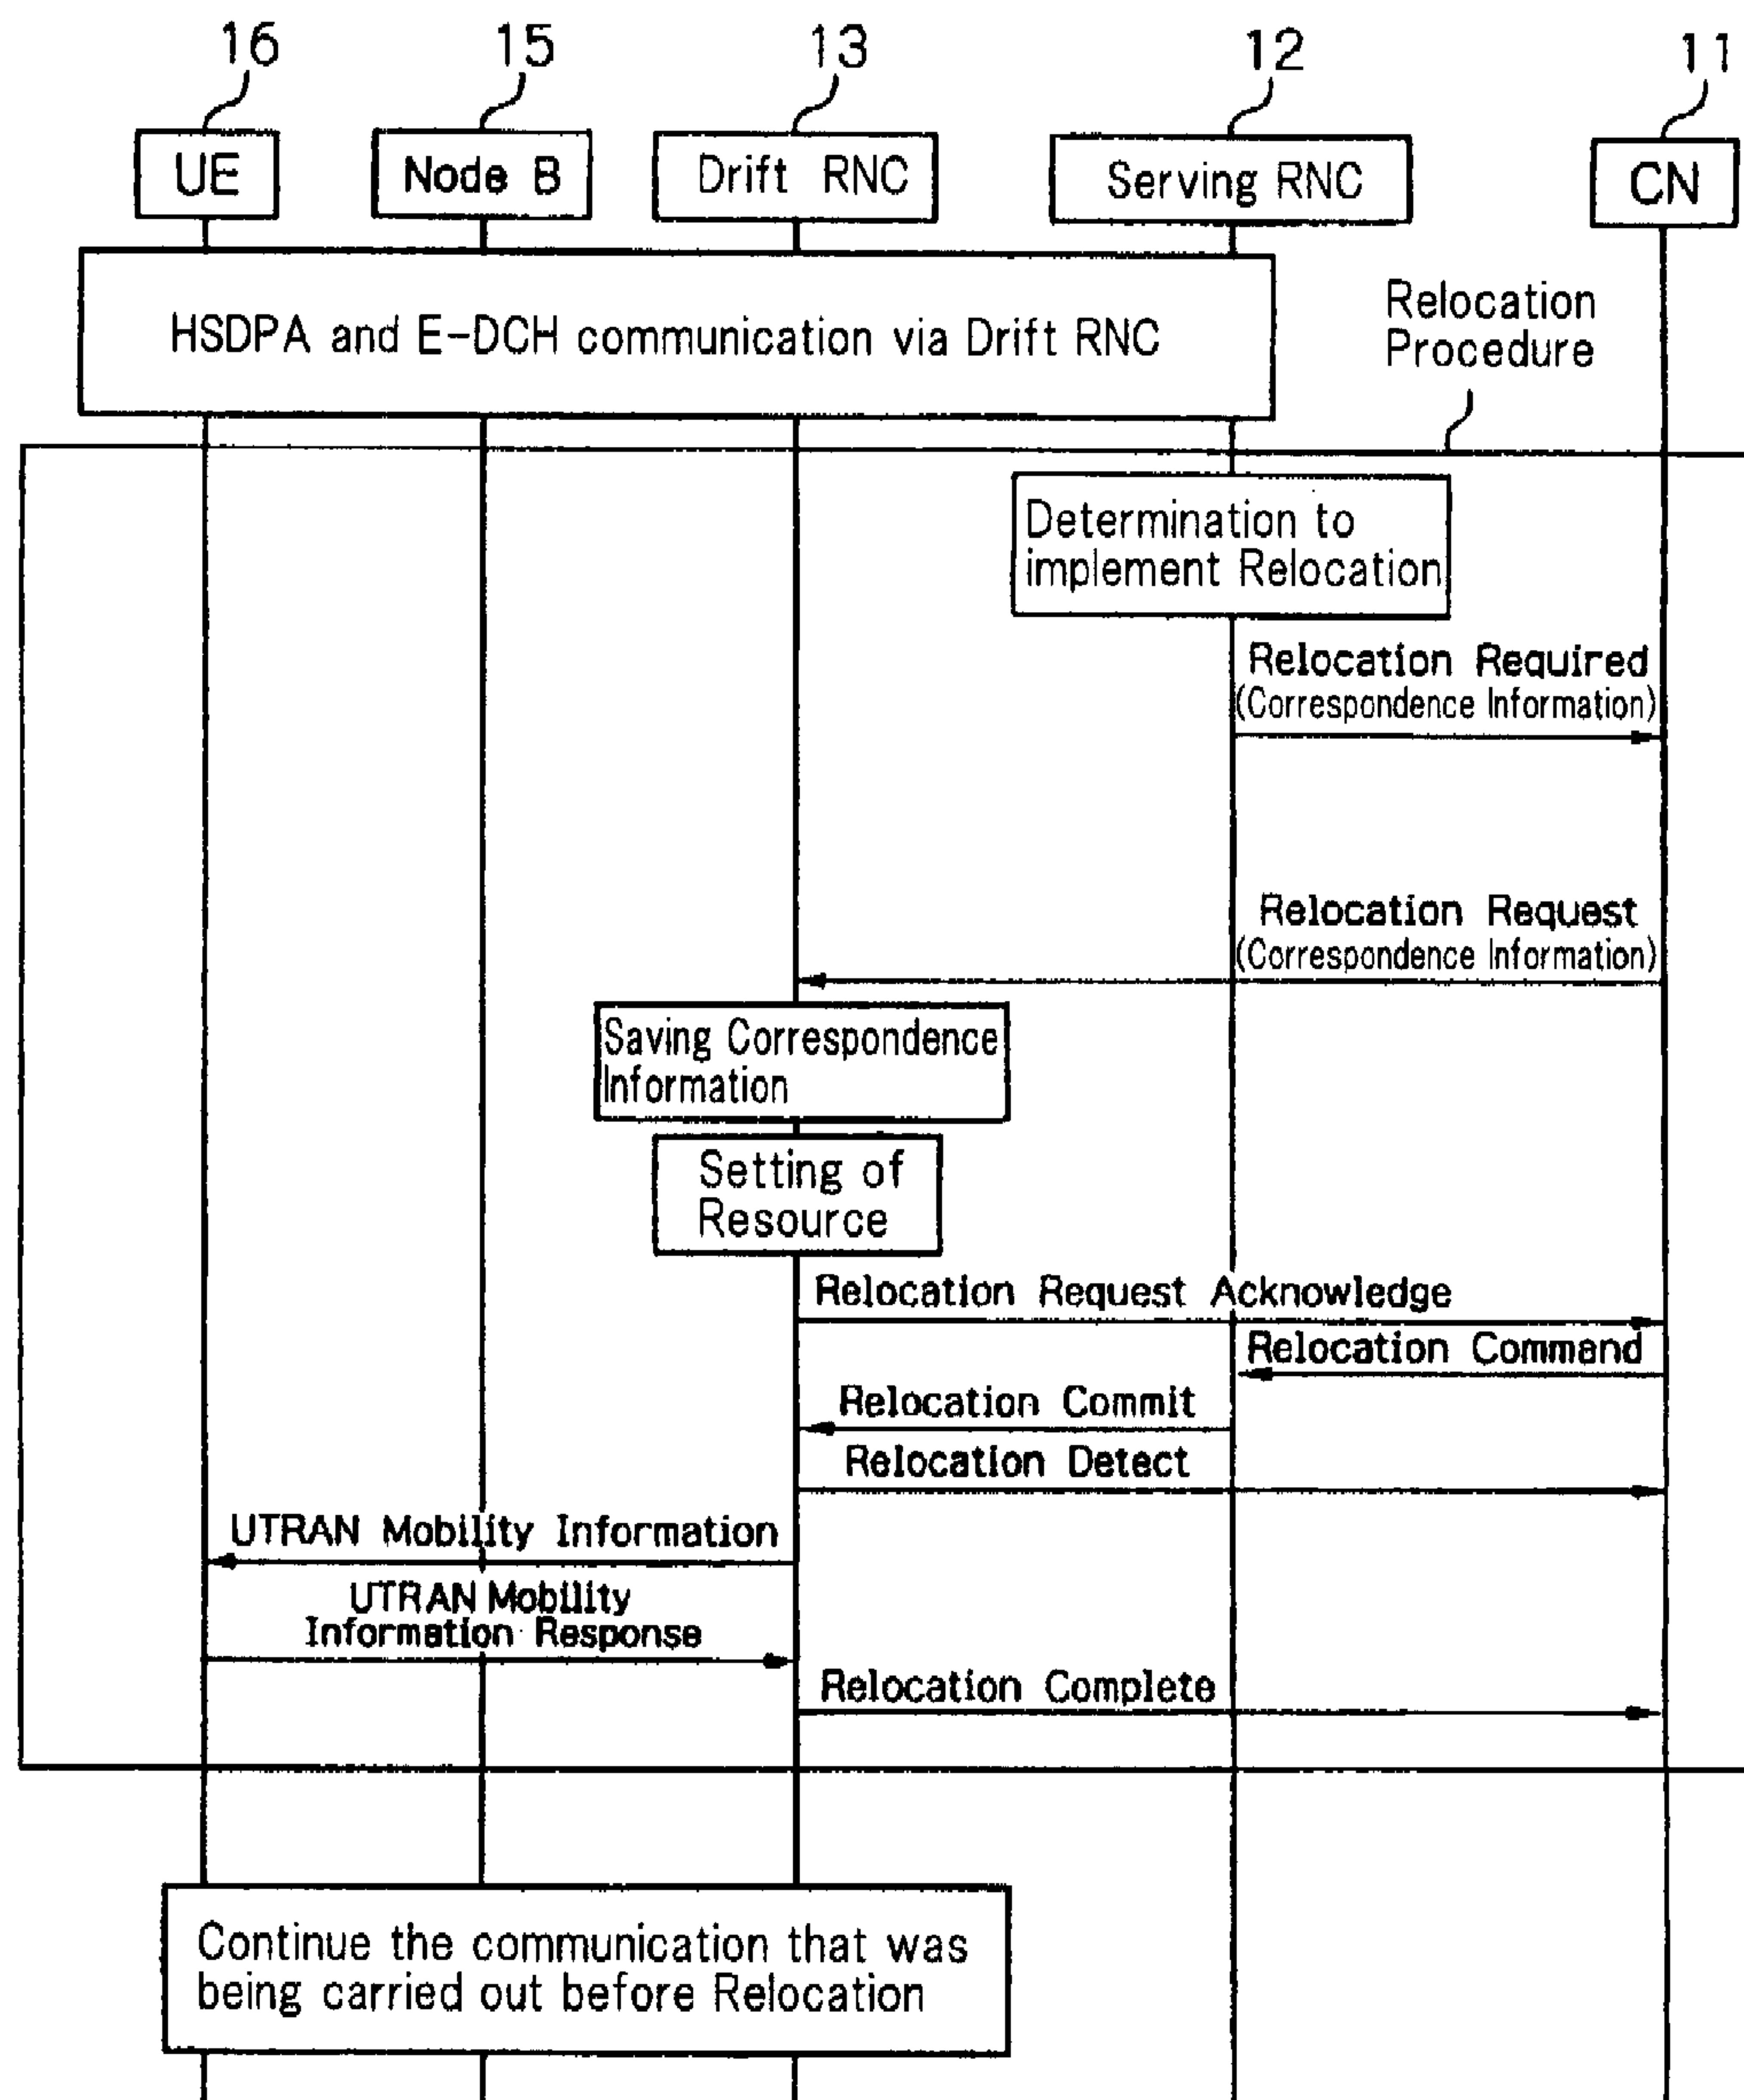 16 15 13 12 11
UE Node B Drift RNC Serving RNC CN
HSDPA and E-DCH communication via Drift RNC
Relocation
Procedure
Determination to
implement Relocation
Relocation Required
(Correspondence Information)
Relocation Request
(Correspondence Information)
Saving Correspondence
Information
Setting of
Resource
Relocation Request Acknowledge
Relocation Command
Relocation Commit
Relocation Detect
UTRAN Mobility Information
UTRAN Mobility
Information Response
Relocation Complete
Continue the communication that was
being carried out before Relocation